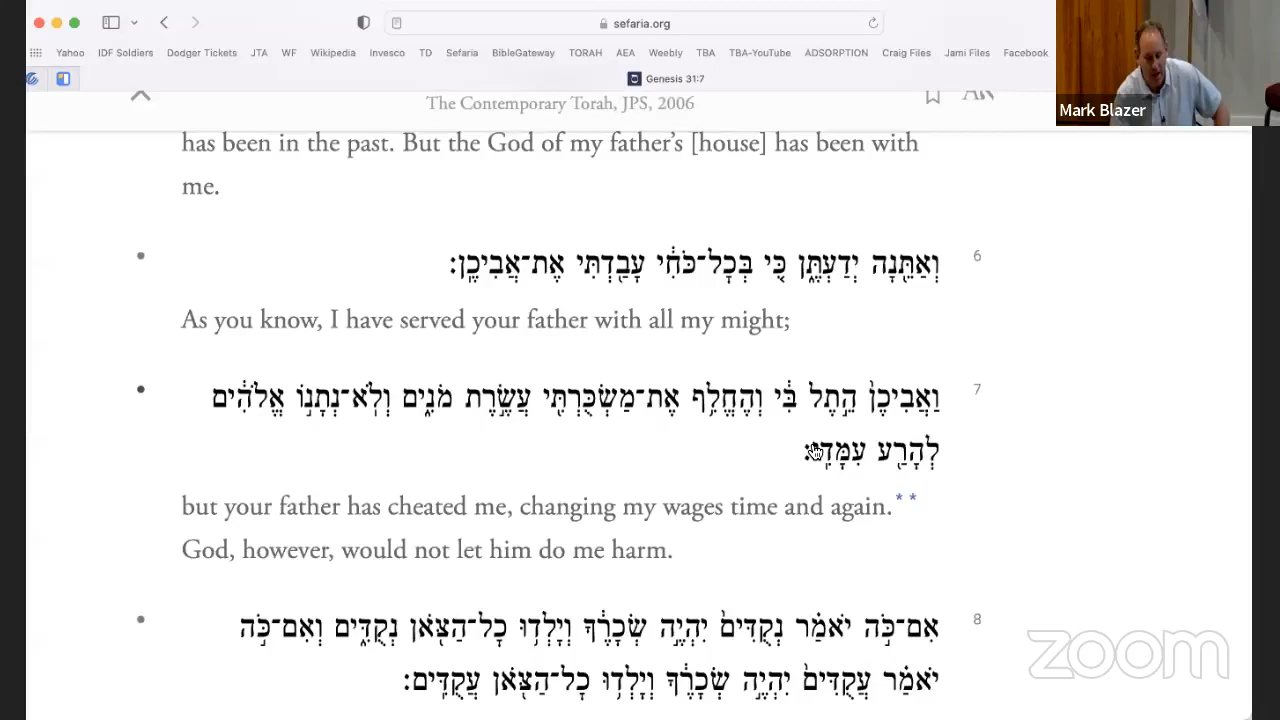 sefaria.org
Yahoo IDF Soldiers Dodger Tickets JTA WF Wikipedia Invesco TD Sefaria BibleGateway TORAH AEA Weebly TBA TBA-YouTube ADSORPTION Craig Files Jami Files Facebook
Genesis 31:7
Mark Blazer
The Contemporary Torah, JPS, 2006
has been in the past. But the God of my father’s [house] has been with
me.
6
וְאַתֵּ֖נָה יְדַעְתֶּ֑ן כִּ֚י בְּכׇל־כֹּחִ֔י עָבַ֖דְתִּי אֶת־אֲבִיכֶֽן׃
As you know, I have served your father with all my might;
7
וַאֲבִיכֶן֙ הֵ֣תֶל בִּ֔י וְהֶחֱלִ֥ף אֶת־מַשְׂכֻּרְתִּ֖י עֲשֶׂ֣רֶת מֹנִ֑ים וְלֹֽא־נְתָנ֣וֹ אֱלֹהִ֔ים
לְהָרַ֖ע עִמָּדִֽי׃
but your father has cheated me, changing my wages time and again.* *
God, however, would not let him do me harm.
8
אִם־כֹּ֣ה יֹאמַ֗ר נְקֻדִּים֙ יִהְיֶ֣ה שְׂכָרֶ֔ךָ וְיָלְד֥וּ כׇל־הַצֹּ֖אן נְקֻדִּ֑ים וְאִם־כֹּ֣ה
יֹאמַ֗ר עֲקֻדִּים֙ יִהְיֶ֣ה שְׂכָרֶ֔ךָ וְיָלְד֥וּ כׇל־הַצֹּ֖אן עֲקֻדִּֽים׃
zoom